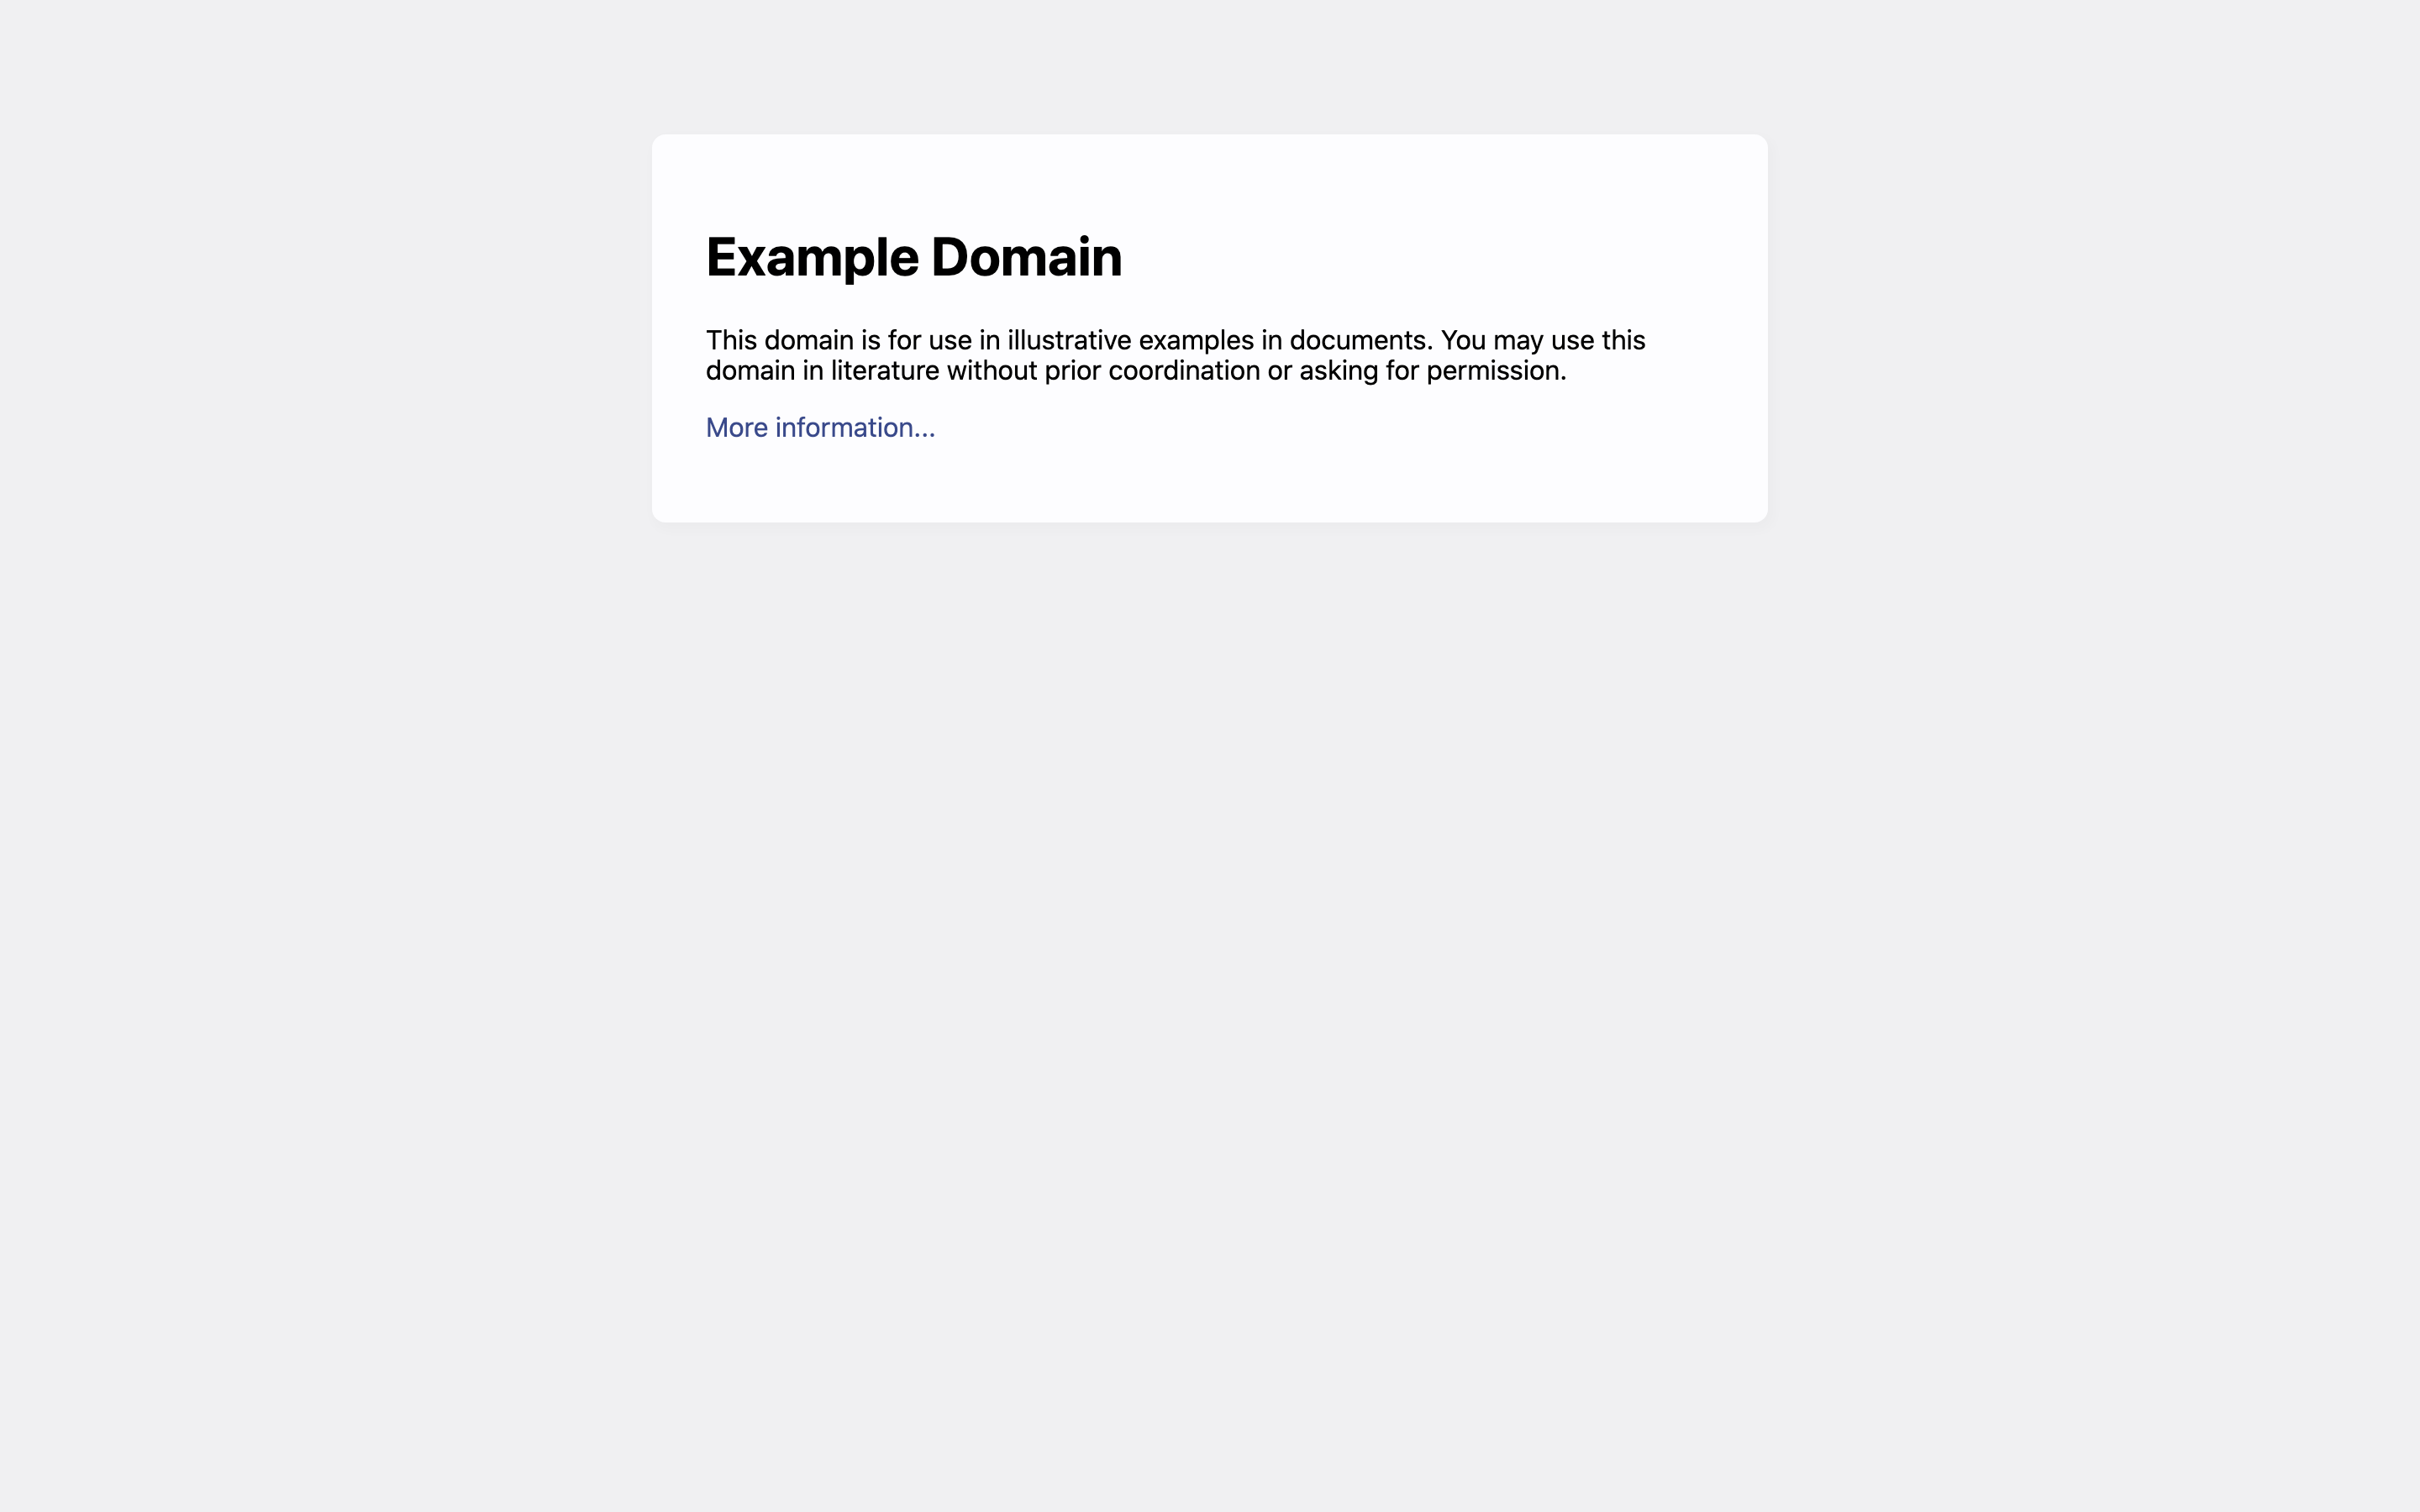 Example Domain
This domain is for use in illustrative examples in documents. You may use this
domain in literature without prior coordination or asking for permission.
More information...